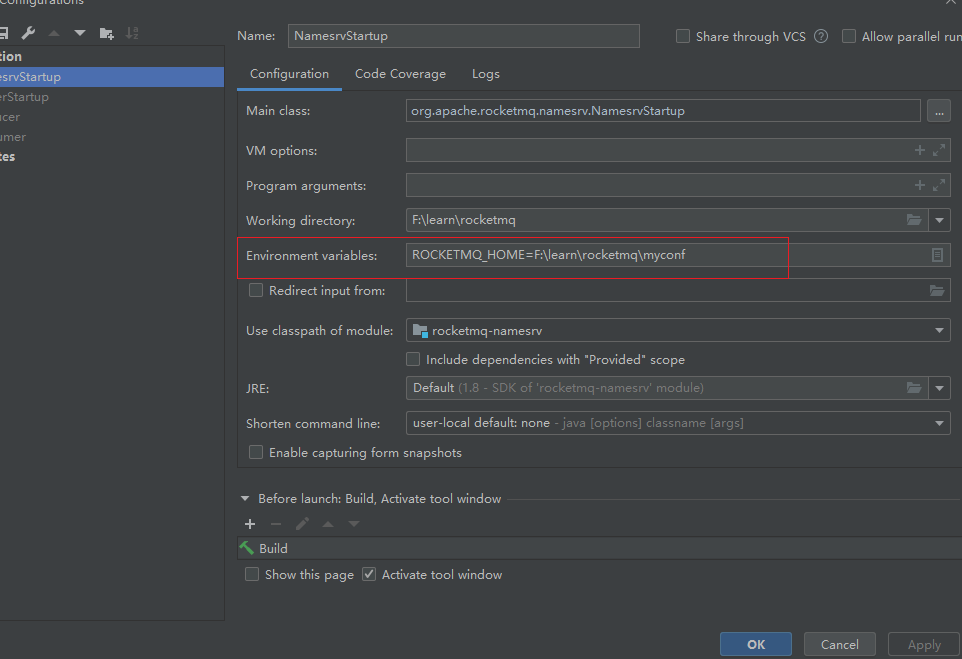 onfigurations
Name: NamesrvStartup Share through VCS ? Allow parallel run
tion
esrvStartup
erStartup
ucer
umer
tes
Configuration Code Coverage Logs
Main class: org.apache.rocketmq.namesrv.NamesrvStartup ...
VM options:
Program arguments:
Working directory: F:\learn\rocketmq
Environment variables: ROCKETMQ_HOME=F:\learn\rocketmq\myconf
Redirect input from:
Use classpath of module: rocketmq-namesrv
Include dependencies with "Provided" scope
JRE: Default (1.8 - SDK of 'rocketmq-namesrv' module)
Shorten command line: user-local default: none - java [options] classname [args]
Enable capturing form snapshots
Before launch: Build, Activate tool window
Build
Show this page Activate tool window
OK Cancel Apply